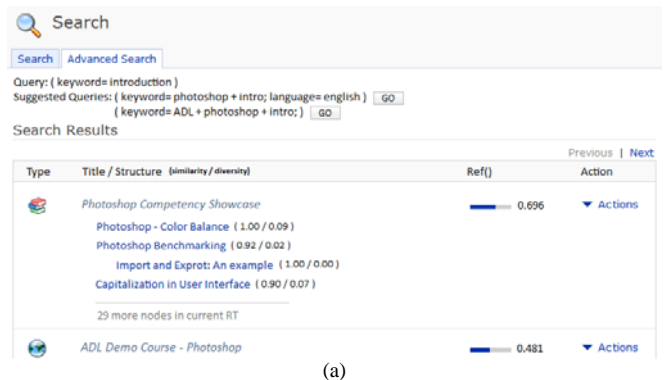 Search
Search Advanced Search
Query: ( keyword= introduction )
Suggested Queries: ( keyword= photoshop + intro; language= english ) GO
( keyword= ADL + photoshop + intro; ) GO
Search Results
Previous | Next
Type Title / Structure (similarity / diversity) Ref() Action
Photoshop Competency Showcase 0.696 Actions
Photoshop - Color Balance ( 1.00 / 0.09 )
Photoshop Benchmarking ( 0.92 / 0.02 )
Import and Exprot: An example ( 1.00 / 0.00 )
Capitalization in User Interface ( 0.90 / 0.07 )
29 more nodes in current RT
ADL Demo Course - Photoshop 0.481 Actions
(a)